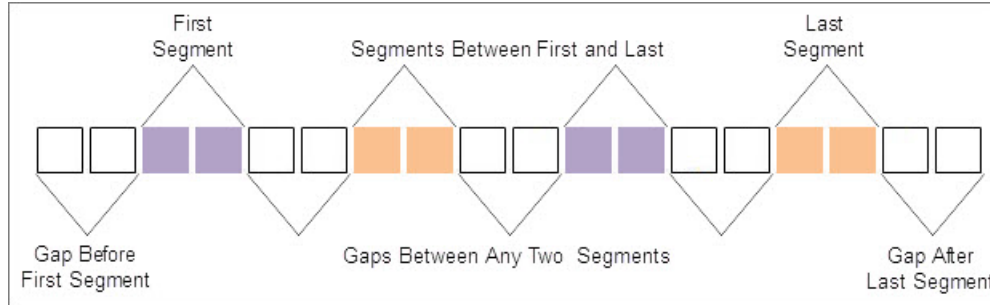 First
Segment
Segments Between First and Last
Last
Segment
Gap Before
First Segment
Gaps Between Any Two Segments
Gap After
Last Segment